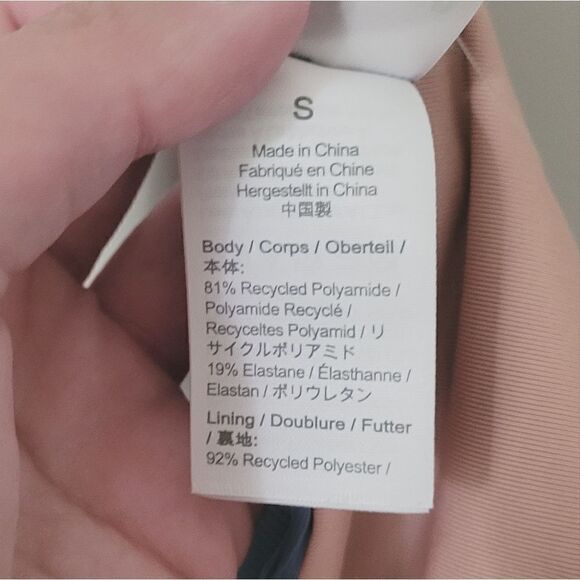 S
Made in China
Fabriqué en Chine
Hergestellt in China
中国製
Body / Corps / Oberteil /
本体:
81% Recycled Polyamide /
Polyamide Recyclé /
Recyceltes Polyamid / リ
サイクルポリアミド
19% Elastane / Élasthanne /
Elastan / ポリウレタン
Lining / Doublure / Futter
/ 裏地:
92% Recycled Polyester /